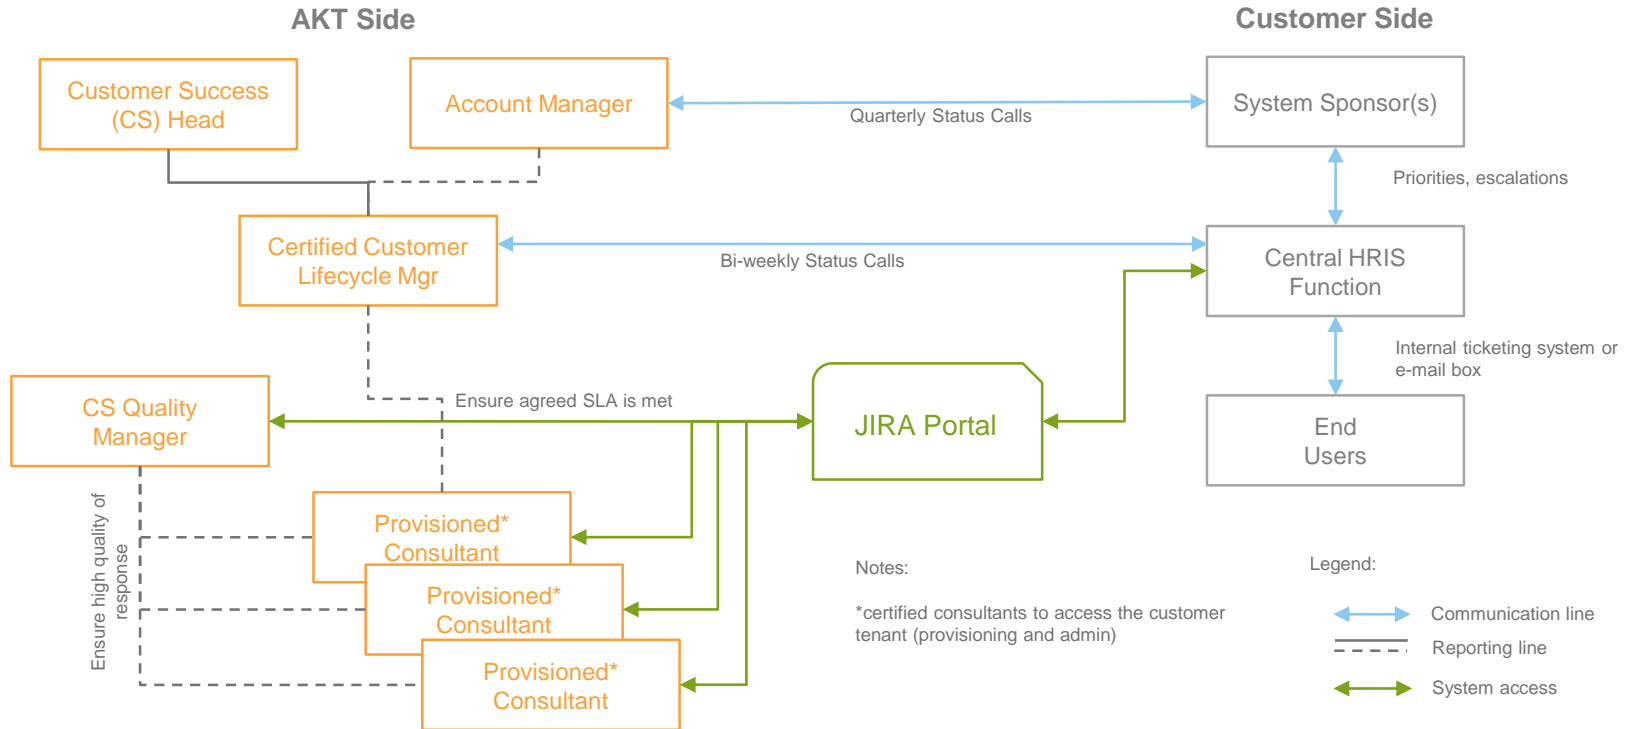 AKT Side
Customer Side
Customer Success
(CS) Head
Account Manager
System Sponsor(s)
Quarterly Status Calls
Priorities, escalations
Certified Customer
Lifecycle Mgr
Bi-weekly Status Calls
Central HRIS
Function
Internal ticketing system or
e-mail box
CS Quality
Manager
Ensure agreed SLA is met
JIRA Portal
End
Users
Ensure high quality of
response
Provisioned*
Consultant
Provisioned*
Consultant
Provisioned*
Consultant
Notes:
*certified consultants to access the customer
tenant (provisioning and admin)
Legend:
Communication line
Reporting line
System access